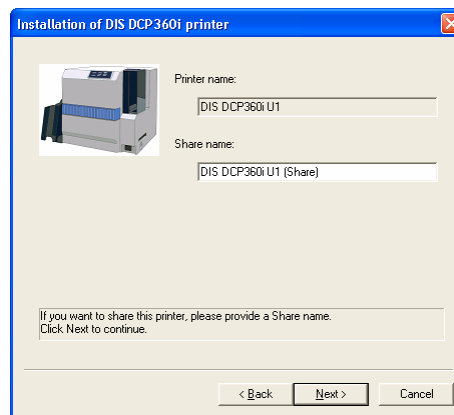 Installation of DIS DCP360i printer
Printer name:
DIS DCP360i U1
Share name:
DIS DCP360i U1 (Share)
If you want to share this printer, please provide a Share name.
Click Next to continue.
< Back Next > Cancel